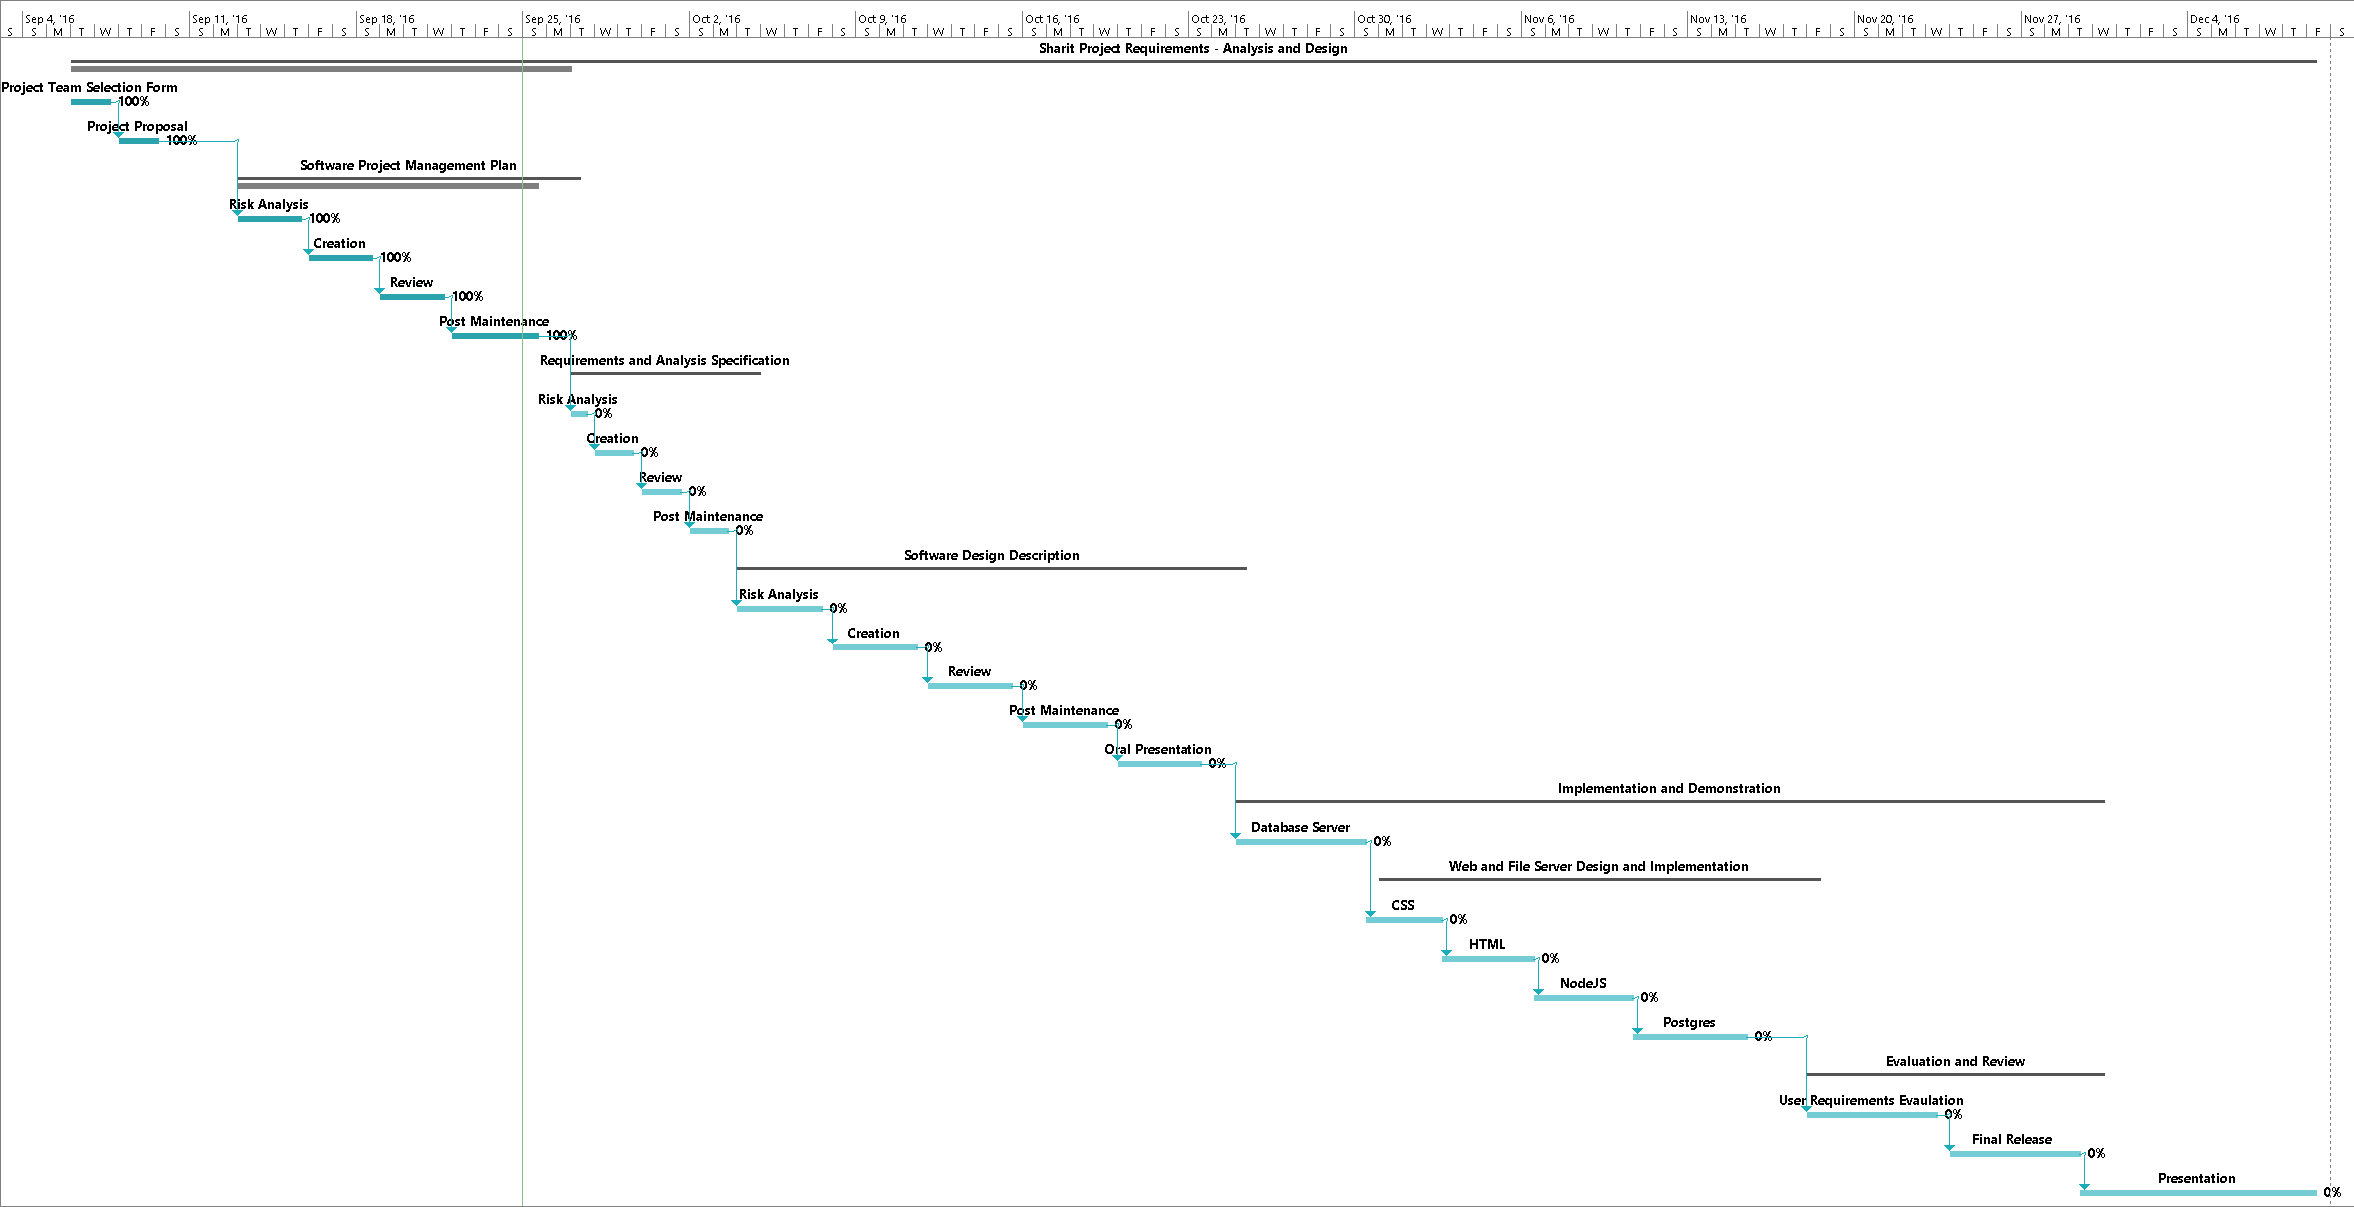 Sep 4, '16 Sep 11, '16 Sep 18, '16 Sep 25, '16 Oct 2, '16 Oct 9, '16 Oct 16, '16 Oct 23, '16 Oct 30, '16 Nov 6, '16 Nov 13, '16 Nov 20, '16 Nov 27, '16 Dec 4, '16
S S M T W T F S S M T W T F S S M T W T F S S M T W T F S S M T W T F S S M T W T F S S M T W T F S S M T W T F S S M T W T F S S M T W T F S S M T W T F S S M T W T F S S M T W T F S S M T W T F S
Sharit Project Requirements - Analysis and Design
Project Team Selection Form
100%
Project Proposal
100%
Software Project Management Plan
Risk Analysis
100%
Creation
100%
Review
100%
Post Maintenance
100%
Requirements and Analysis Specification
Risk Analysis
0%
Creation
0%
Review
0%
Post Maintenance
0%
Software Design Description
Risk Analysis
0%
Creation
0%
Review
0%
Post Maintenance
0%
Oral Presentation
0%
Implementation and Demonstration
Database Server
0%
Web and File Server Design and Implementation
CSS
0%
HTML
0%
NodeJS
0%
Postgres
0%
Evaluation and Review
User Requirements Evaulation
0%
Final Release
0%
Presentation
0%